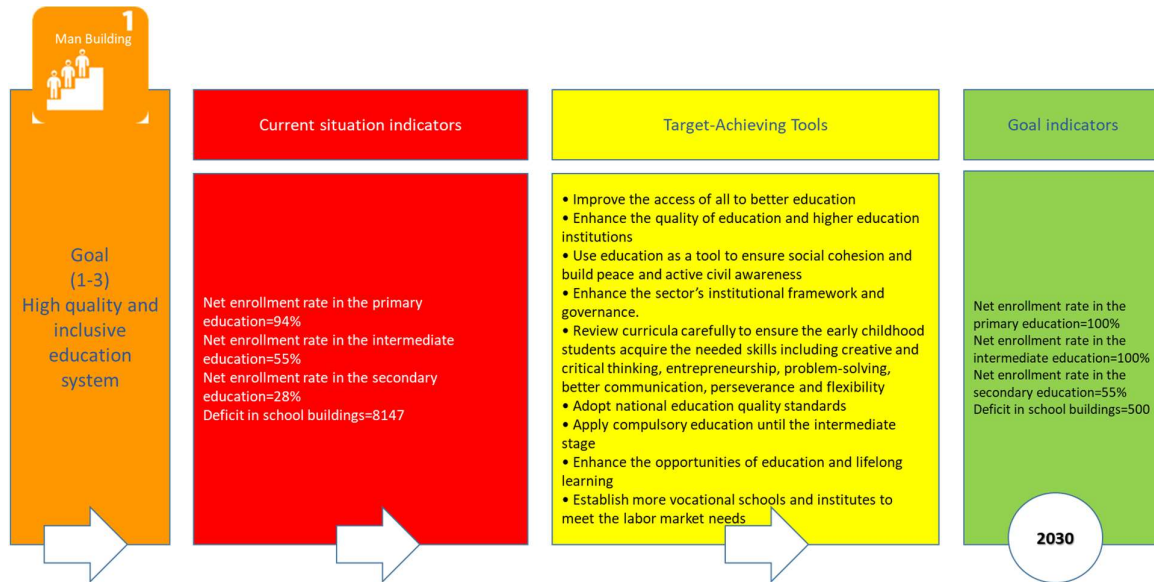 1
Man Building
Goal
(1-3)
High quality and
inclusive
education
system
Current situation indicators
Net enrollment rate in the primary
education=94%
Net enrollment rate in the intermediate
education=55%
Net enrollment rate in the secondary
education=28%
Deficit in school buildings=8147
Target-Achieving Tools
• Improve the access of all to better education
• Enhance the quality of education and higher education
institutions
• Use education as a tool to ensure social cohesion and
build peace and active civil awareness
• Enhance the sector’s institutional framework and
governance.
• Review curricula carefully to ensure the early childhood
students acquire the needed skills including creative and
critical thinking, entrepreneurship, problem-solving,
better communication, perseverance and flexibility
• Adopt national education quality standards
• Apply compulsory education until the intermediate
stage
• Enhance the opportunities of education and lifelong
learning
• Establish more vocational schools and institutes to
meet the labor market needs
Goal indicators
Net enrollment rate in the
primary education=100%
Net enrollment rate in the
intermediate education=100%
Net enrollment rate in the
secondary education=55%
Deficit in school buildings=500
2030